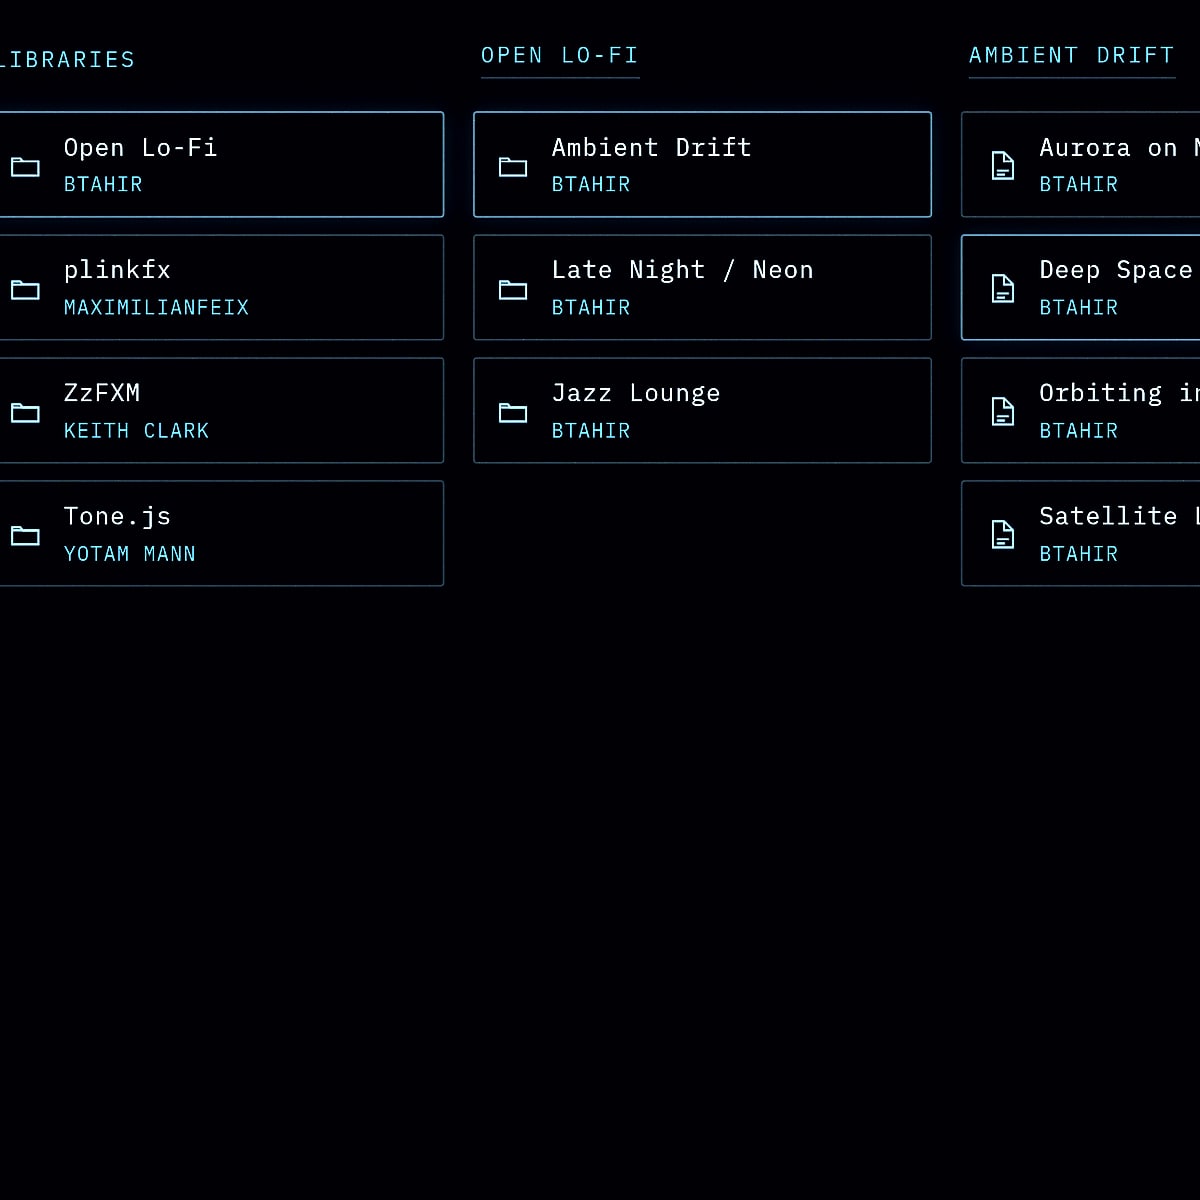 LIBRARIES
Open Lo-Fi
BTAHIR
plinkfx
MAXIMILIANFEIX
ZzFXM
KEITH CLARK
Tone.js
YOTAM MANN
OPEN LO-FI
Ambient Drift
BTAHIR
Late Night / Neon
BTAHIR
Jazz Lounge
BTAHIR
AMBIENT DRIFT
Aurora on
BTAHIR
Deep Space
BTAHIR
Orbiting
BTAHIR
Satellite
BTAHIR